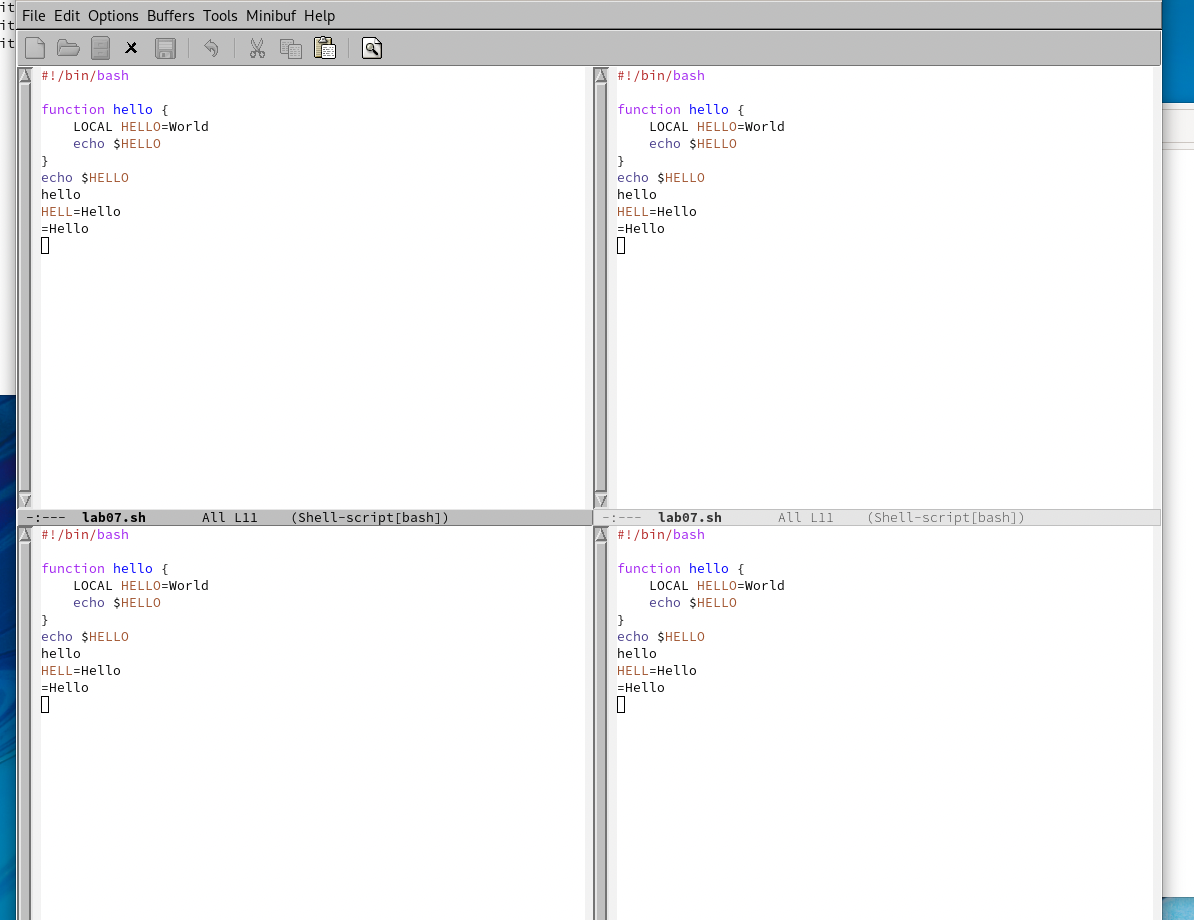 it
it
it
File Edit Options Buffers Tools Minibuf Help
#!/bin/bash
function hello {
    LOCAL HELLO=World
    echo $HELLO
}
echo $HELLO
hello
HELL=Hello
=Hello
-:--- lab07.sh All L11 (Shell-script[bash])
#!/bin/bash
function hello {
    LOCAL HELLO=World
    echo $HELLO
}
echo $HELLO
hello
HELL=Hello
=Hello
-:--- lab07.sh All L11 (Shell-script[bash])
#!/bin/bash
function hello {
    LOCAL HELLO=World
    echo $HELLO
}
echo $HELLO
hello
HELL=Hello
=Hello
#!/bin/bash
function hello {
    LOCAL HELLO=World
    echo $HELLO
}
echo $HELLO
hello
HELL=Hello
=Hello